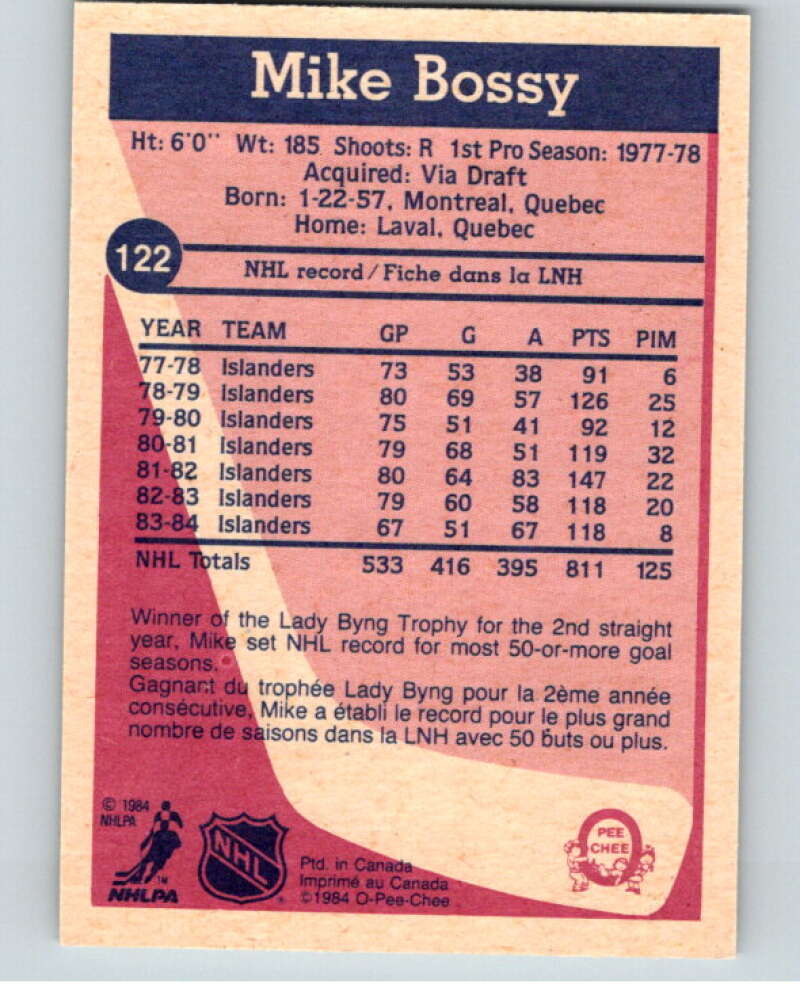 Mike Bossy
Ht: 6'0'' Wt: 185 Shoots: R 1st Pro Season: 1977-78
Acquired: Via Draft
Born: 1-22-57, Montreal, Quebec
Home: Laval, Quebec
122
NHL record/Fiche dans la LNH
YEAR TEAM GP G A PTS PIM
77-78 Islanders 73 53 38 91 6
78-79 Islanders 80 69 57 126 25
79-80 Islanders 75 51 41 92 12
80-81 Islanders 79 68 51 119 32
81-82 Islanders 80 64 83 147 22
82-83 Islanders 79 60 58 118 20
83-84 Islanders 67 51 67 118 8
NHL Totals 533 416 395 811 125
Winner of the Lady Byng Trophy for the 2nd straight
year, Mike set NHL record for most 50-or-more goal
seasons.
Gagnant du trophée Lady Byng pour la 2ème année
consécutive, Mike a établi le record pour le plus grand
nombre de saisons dans la LNH avec 50 buts ou plus.
© 1984
NHLPA
TM
NHLPA
NHL
Ptd. in Canada
Imprimé au Canada
©1984 O-Pee-Chee
PEE
CHEE